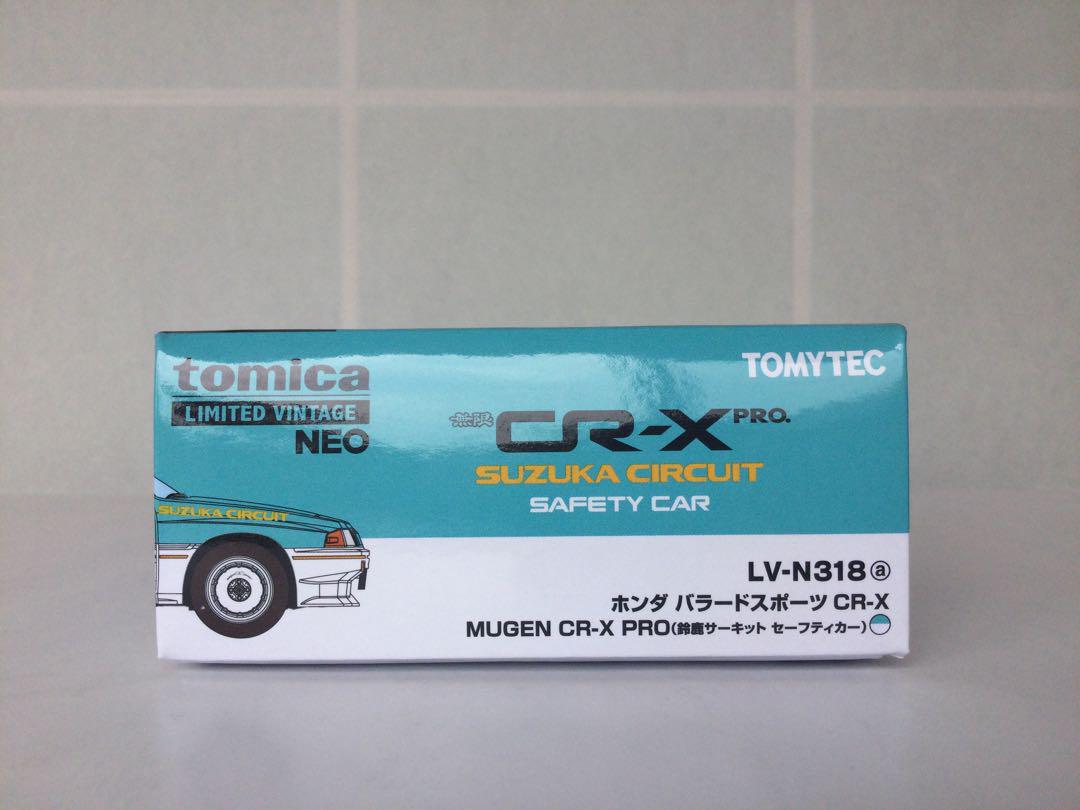 tomica
LIMITED VINTAGE
NEO
TOMYTEC
無限 CR-X PRO.
SUZUKA CIRCUIT
SAFETY CAR
SUZUKA CIRCUIT
LV-N318 ⓐ
ホンダ バラードスポーツ CR-X
MUGEN CR-X PRO(鈴鹿サーキット セーフティカー)